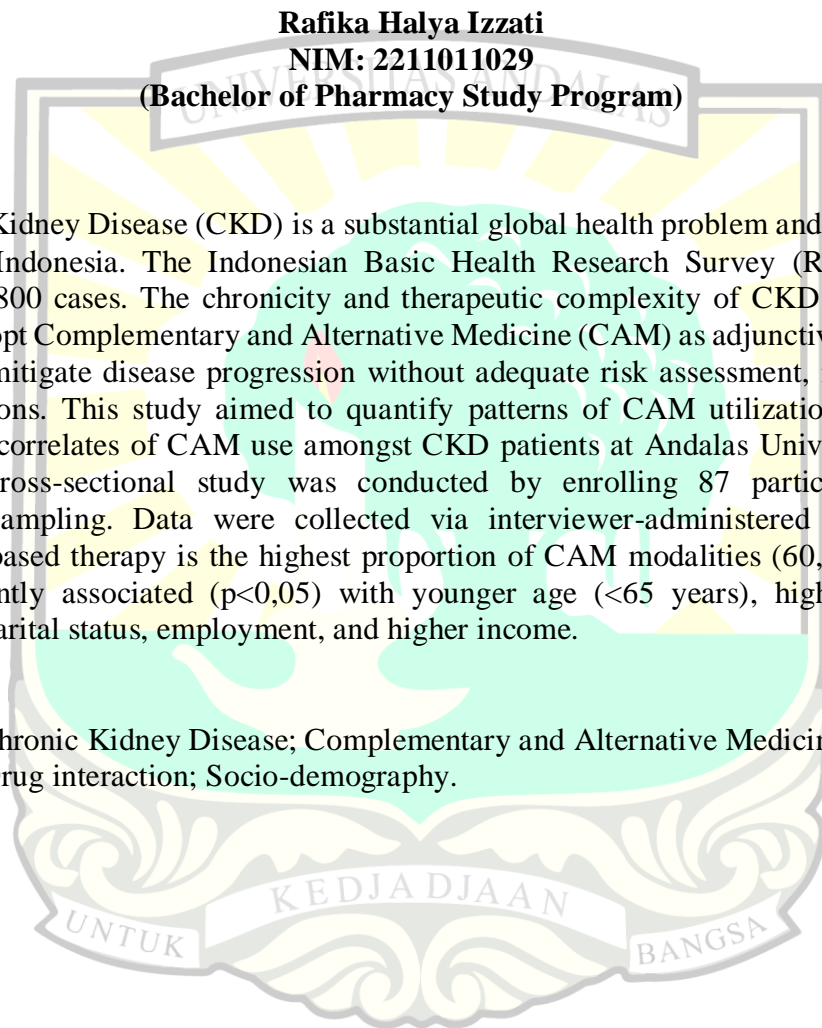 Rafika Halya Izzati
NIM: 2211011029
(Bachelor of Pharmacy Study Program)
UNIVERSITAS ANDALAS
Kidney Disease (CKD) is a substantial global health problem and
Indonesia. The Indonesian Basic Health Research Survey (R
800 cases. The chronicity and therapeutic complexity of CKD
opt Complementary and Alternative Medicine (CAM) as adjunctiv
mitigate disease progression without adequate risk assessment,
ons. This study aimed to quantify patterns of CAM utilizatio
correlates of CAM use amongst CKD patients at Andalas Univ
ross-sectional study was conducted by enrolling 87 partic
ampling. Data were collected via interviewer-administered
based therapy is the highest proportion of CAM modalities (60,
ntly associated (p<0,05) with younger age (<65 years), high
arital status, employment, and higher income.
hronic Kidney Disease; Complementary and Alternative Medicin
Drug interaction; Socio-demography.
KEDJADJAAN
UNTUK
BANGSA